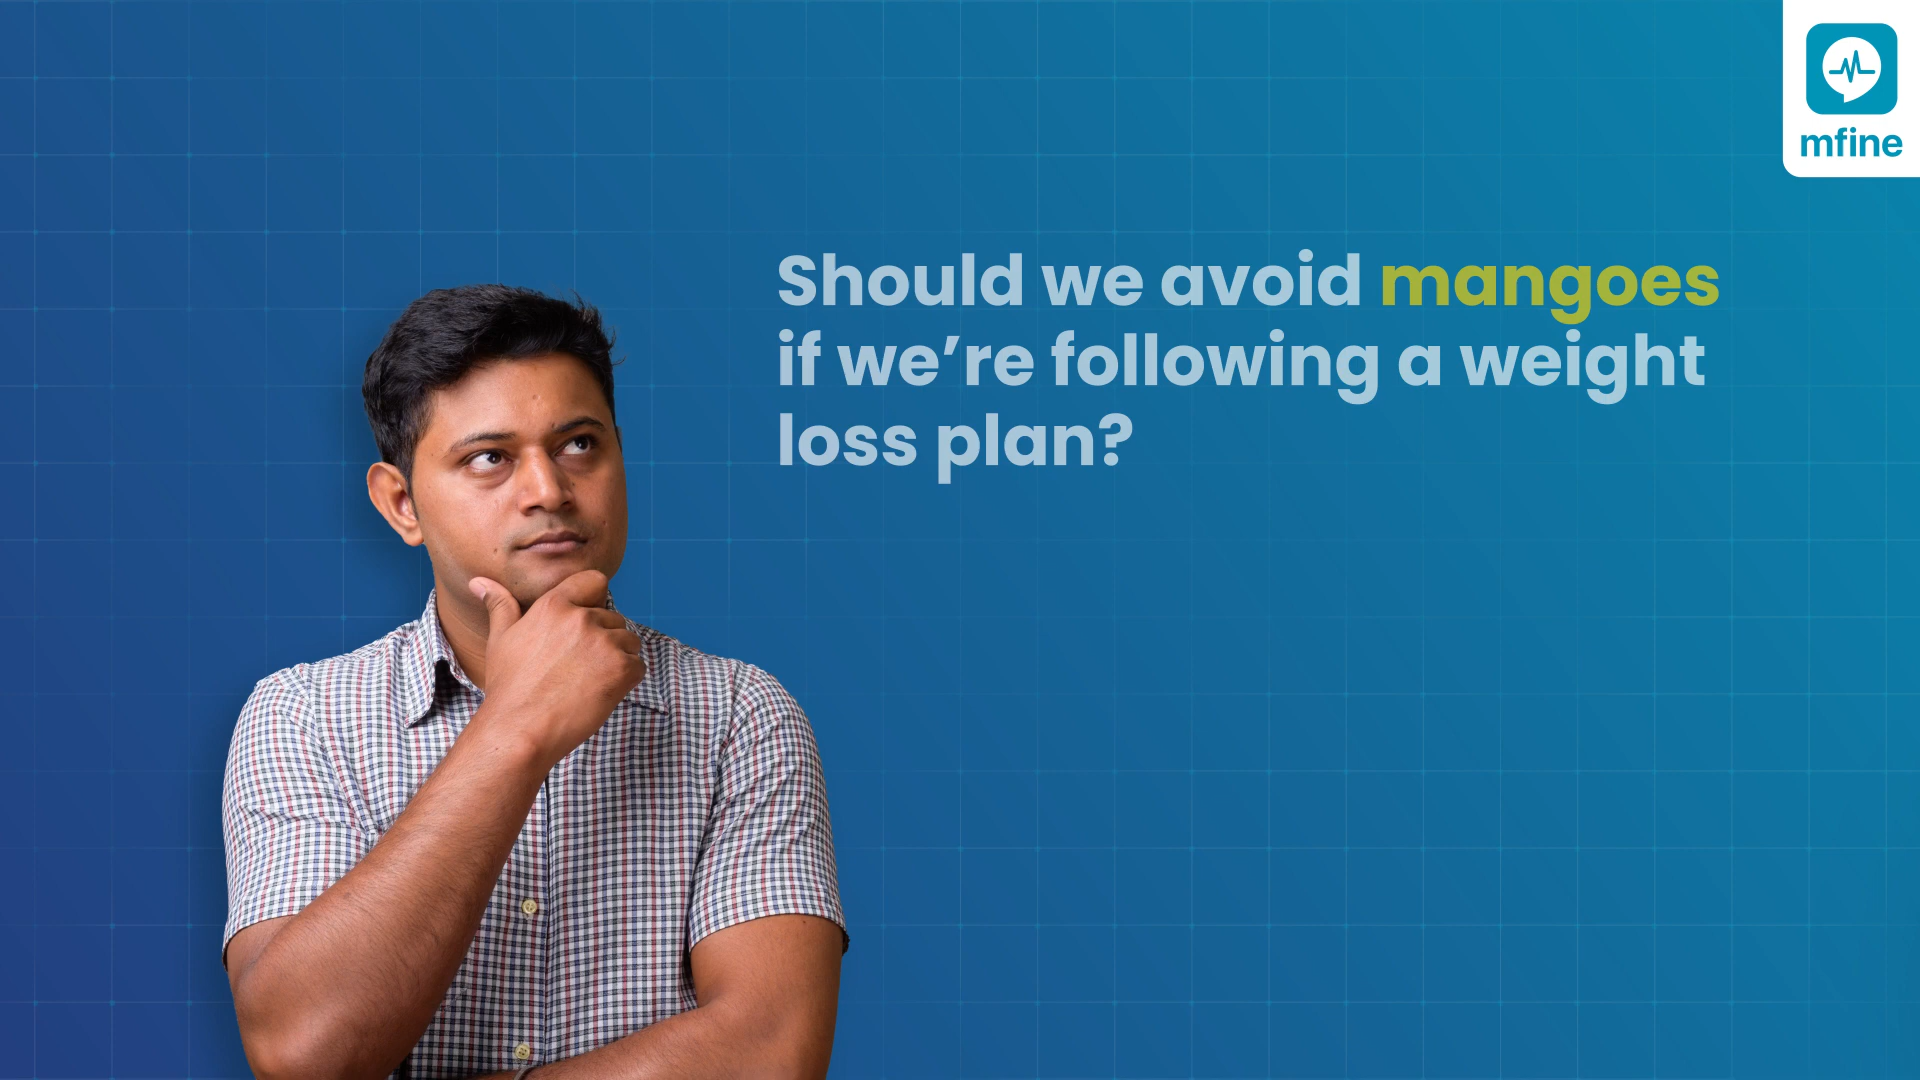 mfine
Should we avoid mangoes
if we’re following a weight
loss plan?